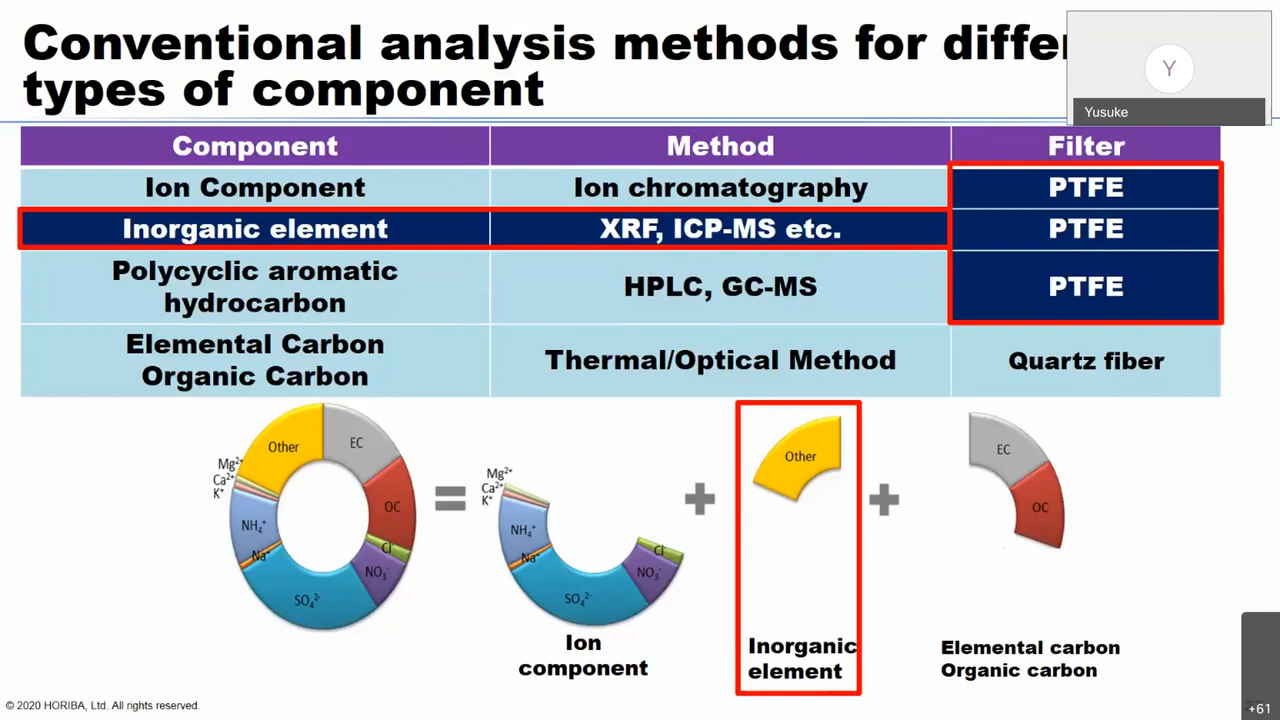 Conventional analysis methods for differ
types of component
Y
Yusuke
Component Method Filter
Ion Component Ion chromatography PTFE
Inorganic element XRF, ICP-MS etc. PTFE
Polycyclic aromatic
hydrocarbon HPLC, GC-MS PTFE
Elemental Carbon
Organic Carbon Thermal/Optical Method Quartz fiber
Other EC
Mg²⁺
Ca²⁺
K⁺
OC
NH₄⁺
Na⁺
Cl⁻
NO₃⁻
SO₄²⁻
=
Mg²⁺
Ca²⁺
K⁺
NH₄⁺
Na⁺
Cl⁻
NO₃⁻
SO₄²⁻
Ion
component
+
Other
Inorganic
element
+
EC
OC
Elemental carbon
Organic carbon
© 2020 HORIBA, Ltd. All rights reserved.
+61